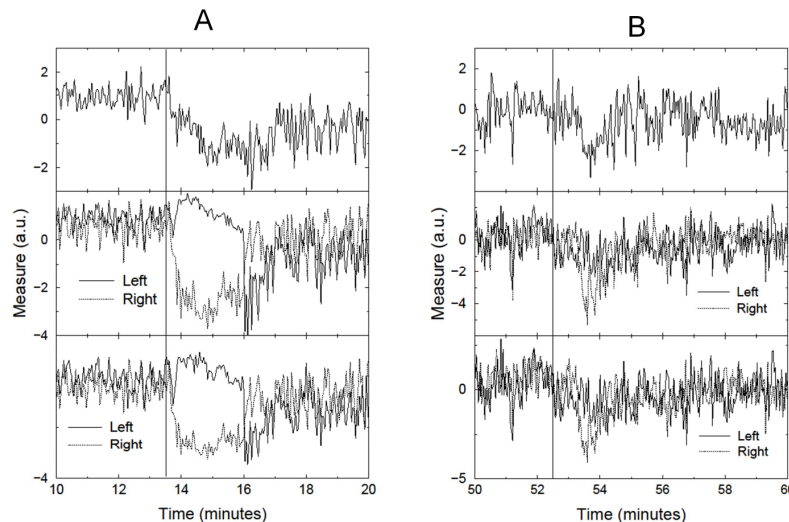 A
B
2
0
−2
2
0
−2
−4
Left
Right
−4
Left
Right
10 12 14 16 18 20
Time (minutes)
Measure (a.u.)
2
0
−2
2
0
−2
−4
Left
Right
0
−5
Left
Right
50 52 54 56 58 60
Time (minutes)
Measure (a.u.)